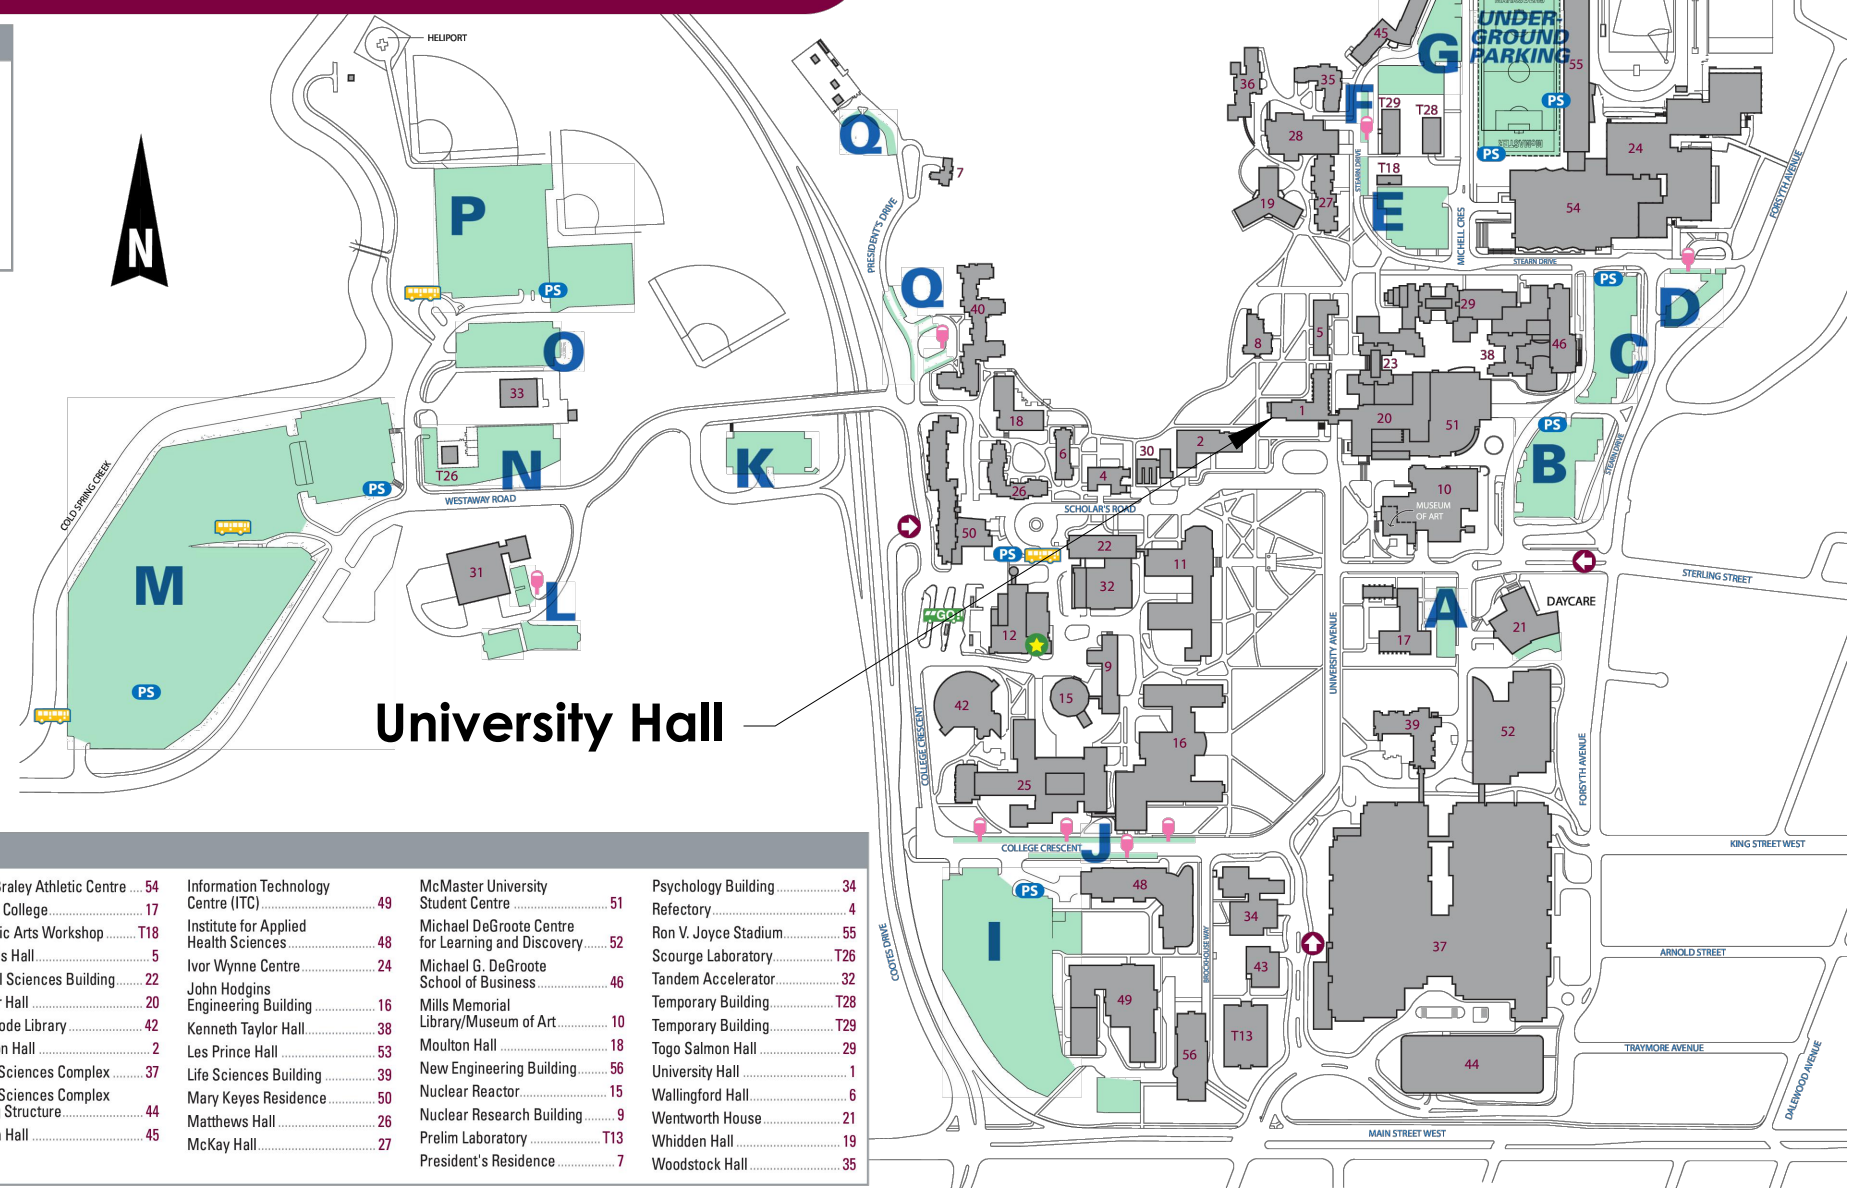 HELIPORT
N
P
O
33
T26
N
WESTAWAY ROAD
COLD SPRING CREEK
PS
PS
M
PS
31
L
K
Q
7
PRESIDENT'S DRIVE
Q
40
18
6
4
30
2
26
SCHOLAR'S ROAD
50
PS
22
32
11
GO
12
9
15
42
16
25
COLLEGE CRESCENT
COLLEGE CRESCENT
J
COOTES DRIVE
I
PS
48
49
56
34
43
T13
BROCKHOUSE WAY
University Hall
45
G
UNDER-
GROUND
PARKING
55
36
35
F
T29
T28
28
PS
PS
24
STEARN DRIVE
T18
19
27
E
MICHELL CRES
54
FORSYTH AVENUE
STEARN DRIVE
PS
D
C
8
5
29
38
46
23
1
20
51
PS
B
STEARN DRIVE
10
MUSEUM
OF ART
STERLING STREET
DAYCARE
A
17
21
UNIVERSITY AVENUE
39
52
FORSYTH AVENUE
KING STREET WEST
37
ARNOLD STREET
44
TRAYMORE AVENUE
DALEWOOD AVENUE
MAIN STREET WEST
raley Athletic Centre 54
College 17
ic Arts Workshop T18
s Hall 5
l Sciences Building 22
r Hall 20
ode Library 42
n Hall 2
Sciences Complex 37
Sciences Complex
Structure 44
Hall 45
Information Technology
Centre (ITC) 49
Institute for Applied
Health Sciences 48
Ivor Wynne Centre 24
John Hodgins
Engineering Building 16
Kenneth Taylor Hall 38
Les Prince Hall 53
Life Sciences Building 39
Mary Keyes Residence 50
Matthews Hall 26
McKay Hall 27
McMaster University
Student Centre 51
Michael DeGroote Centre
for Learning and Discovery 52
Michael G. DeGroote
School of Business 46
Mills Memorial
Library/Museum of Art 10
Moulton Hall 18
New Engineering Building 56
Nuclear Reactor 15
Nuclear Research Building 9
Prelim Laboratory T13
President's Residence 7
Psychology Building 34
Refectory 4
Ron V. Joyce Stadium 55
Scourge Laboratory T26
Tandem Accelerator 32
Temporary Building T28
Temporary Building T29
Togo Salmon Hall 29
University Hall 1
Wallingford Hall 6
Wentworth House 21
Whidden Hall 19
Woodstock Hall 35